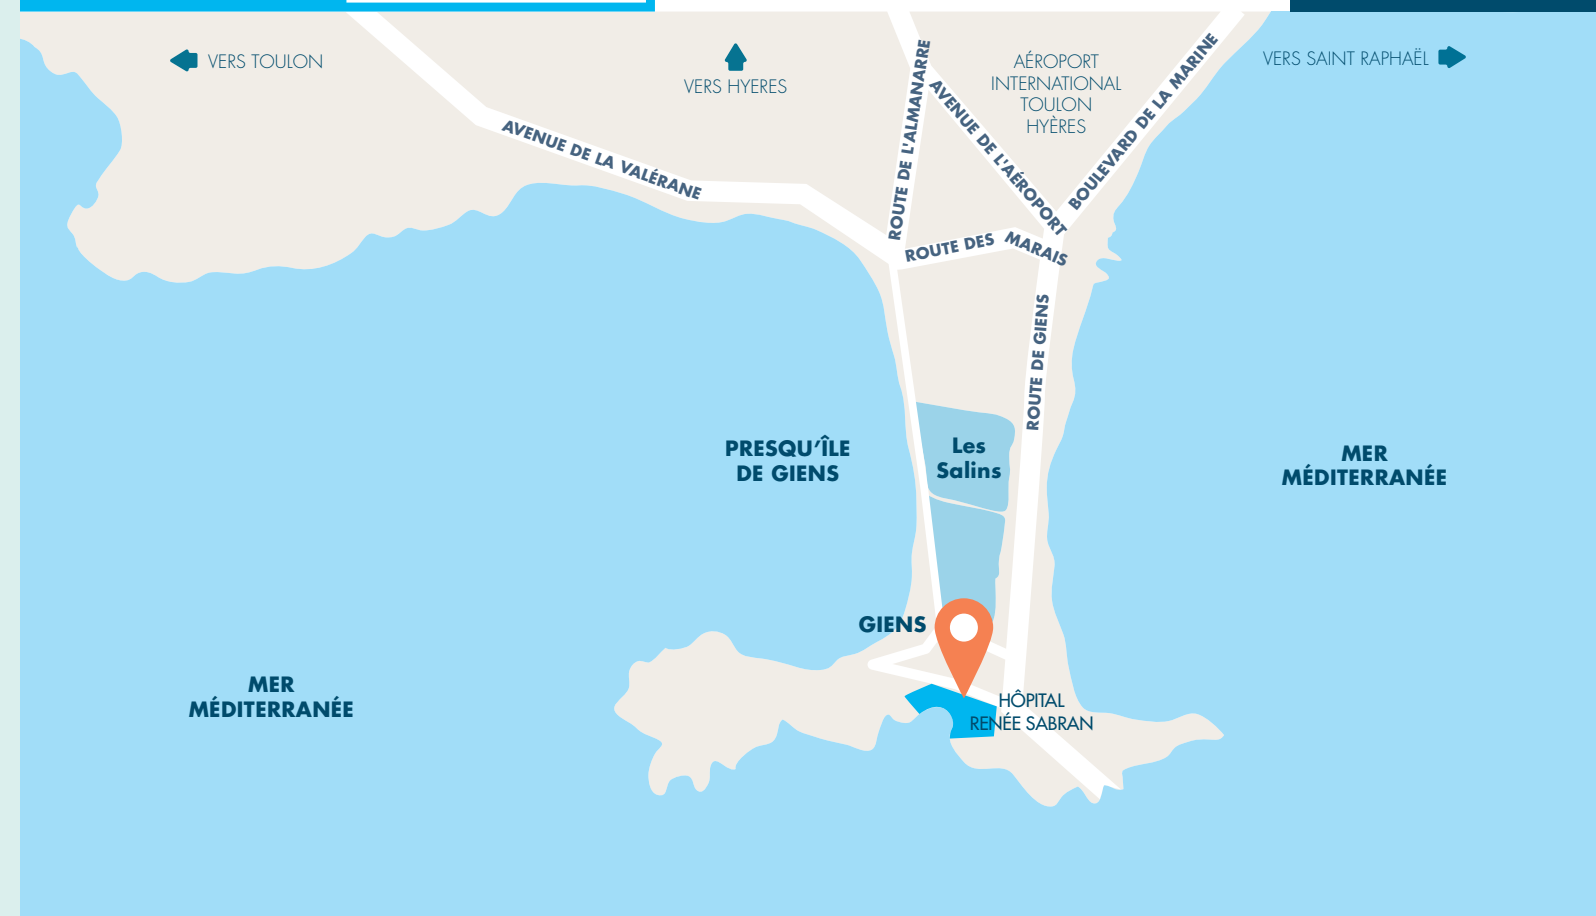 VERS TOULON
VERS HYERES
AÉROPORT
INTERNATIONAL
TOULON
HYÈRES
VERS SAINT RAPHAËL
AVENUE DE LA VALÉRANE
ROUTE DE L'ALMANARRE
AVENUE DE L'AÉROPORT
BOULEVARD DE LA MARINE
ROUTE DES MARAIS
ROUTE DE GIENS
PRESQU'ÎLE
DE GIENS
Les
Salins
MER
MÉDITERRANÉE
GIENS
MER
MÉDITERRANÉE
HÔPITAL
RENÉE SABRAN